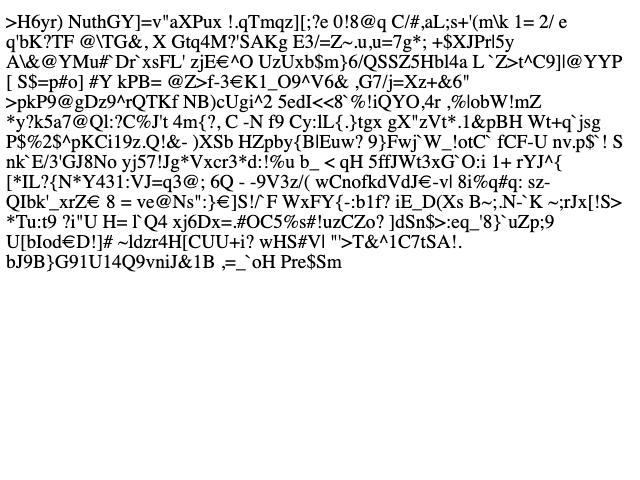 >H6yr) NuthGY]=v"aXPux !.qTmqz][;?e 0!8@q C/#,aL;s+'(m\k 1= 2/ e
q'bK?TF @\TG&, X Gtq4M?'SAKg E3/=Z~.u,u=7g*; +$XJPr|5y
A\&@YMu#`Dr`xsFL' zjE€^O UzUxb$m}6/QSSZ5Hbl4a L `Z>t^C9]|@YYP
[ S$=p#o] #Y kPB= @Z>f-3€K1_O9^V6& ,G7/j=Xz+&6"
>pkP9@gDz9^rQTKf NB)cUgi^2 5edI<<8`%!iQYO,4r ,%|obW!mZ
*y?k5a7@Ql:?C%J't 4m{?, C -N f9 Cy:lL{.}tgx gX"zVt*.1&pBH Wt+q`jsg
P$%2$^pKCi19z.Q!&- )XSb HZpby{B|Euw? 9}Fwj`W_!otC` fCF-U nv.p$`! S
nk`E/3'GJ8No yj57!Jg*Vxcr3*d:!%u b_ < qH 5ffJWt3xG`O:i 1+ rYJ^{
[*IL?{N*Y431:VJ=q3@; 6Q - -9V3z/( wCnofkdVdJ€-v| 8i%q#q: sz-
QIbk'_xrZ€ 8 = ve@Ns":}€]S!/`F WxFY{-:b1f? iE_D(Xs B~;.N-`K ~;rJx[!S>
*Tu:t9 ?i"U H= l`Q4 xj6Dx=.#OC5%s#!uzCZo? ]dSn$>:eq_'8}`uZp;9
U[bIod€D!]# ~ldzr4H[CUU+i? wHS#V| "'>T&^1C7tSA!.
bJ9B}G91U14Q9vniJ&1B ,=_`oH Pre$Sm